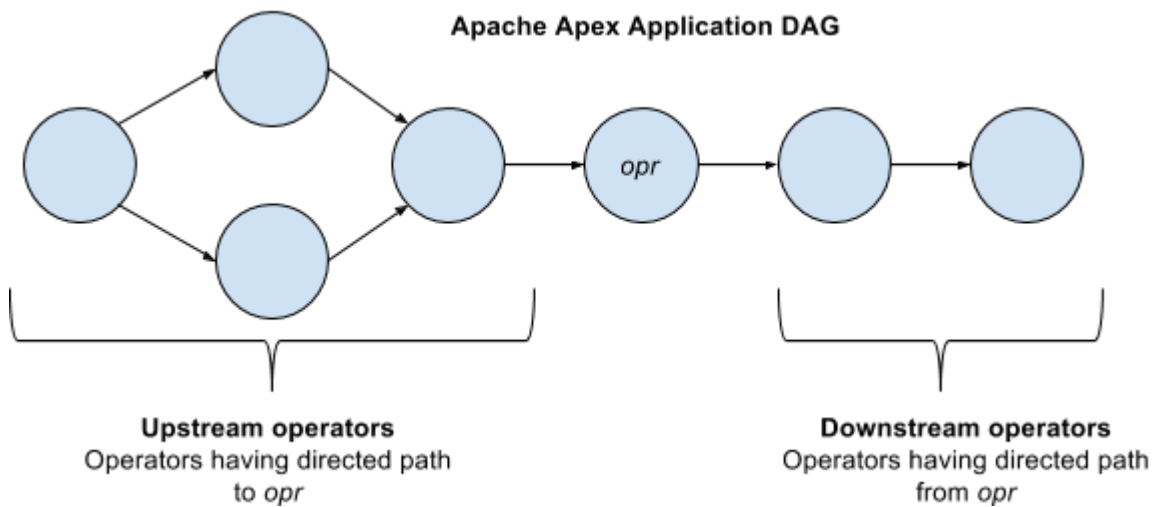 Apache Apex Application DAG
opr
Upstream operators
Operators having directed path
to opr
Downstream operators
Operators having directed path
from opr